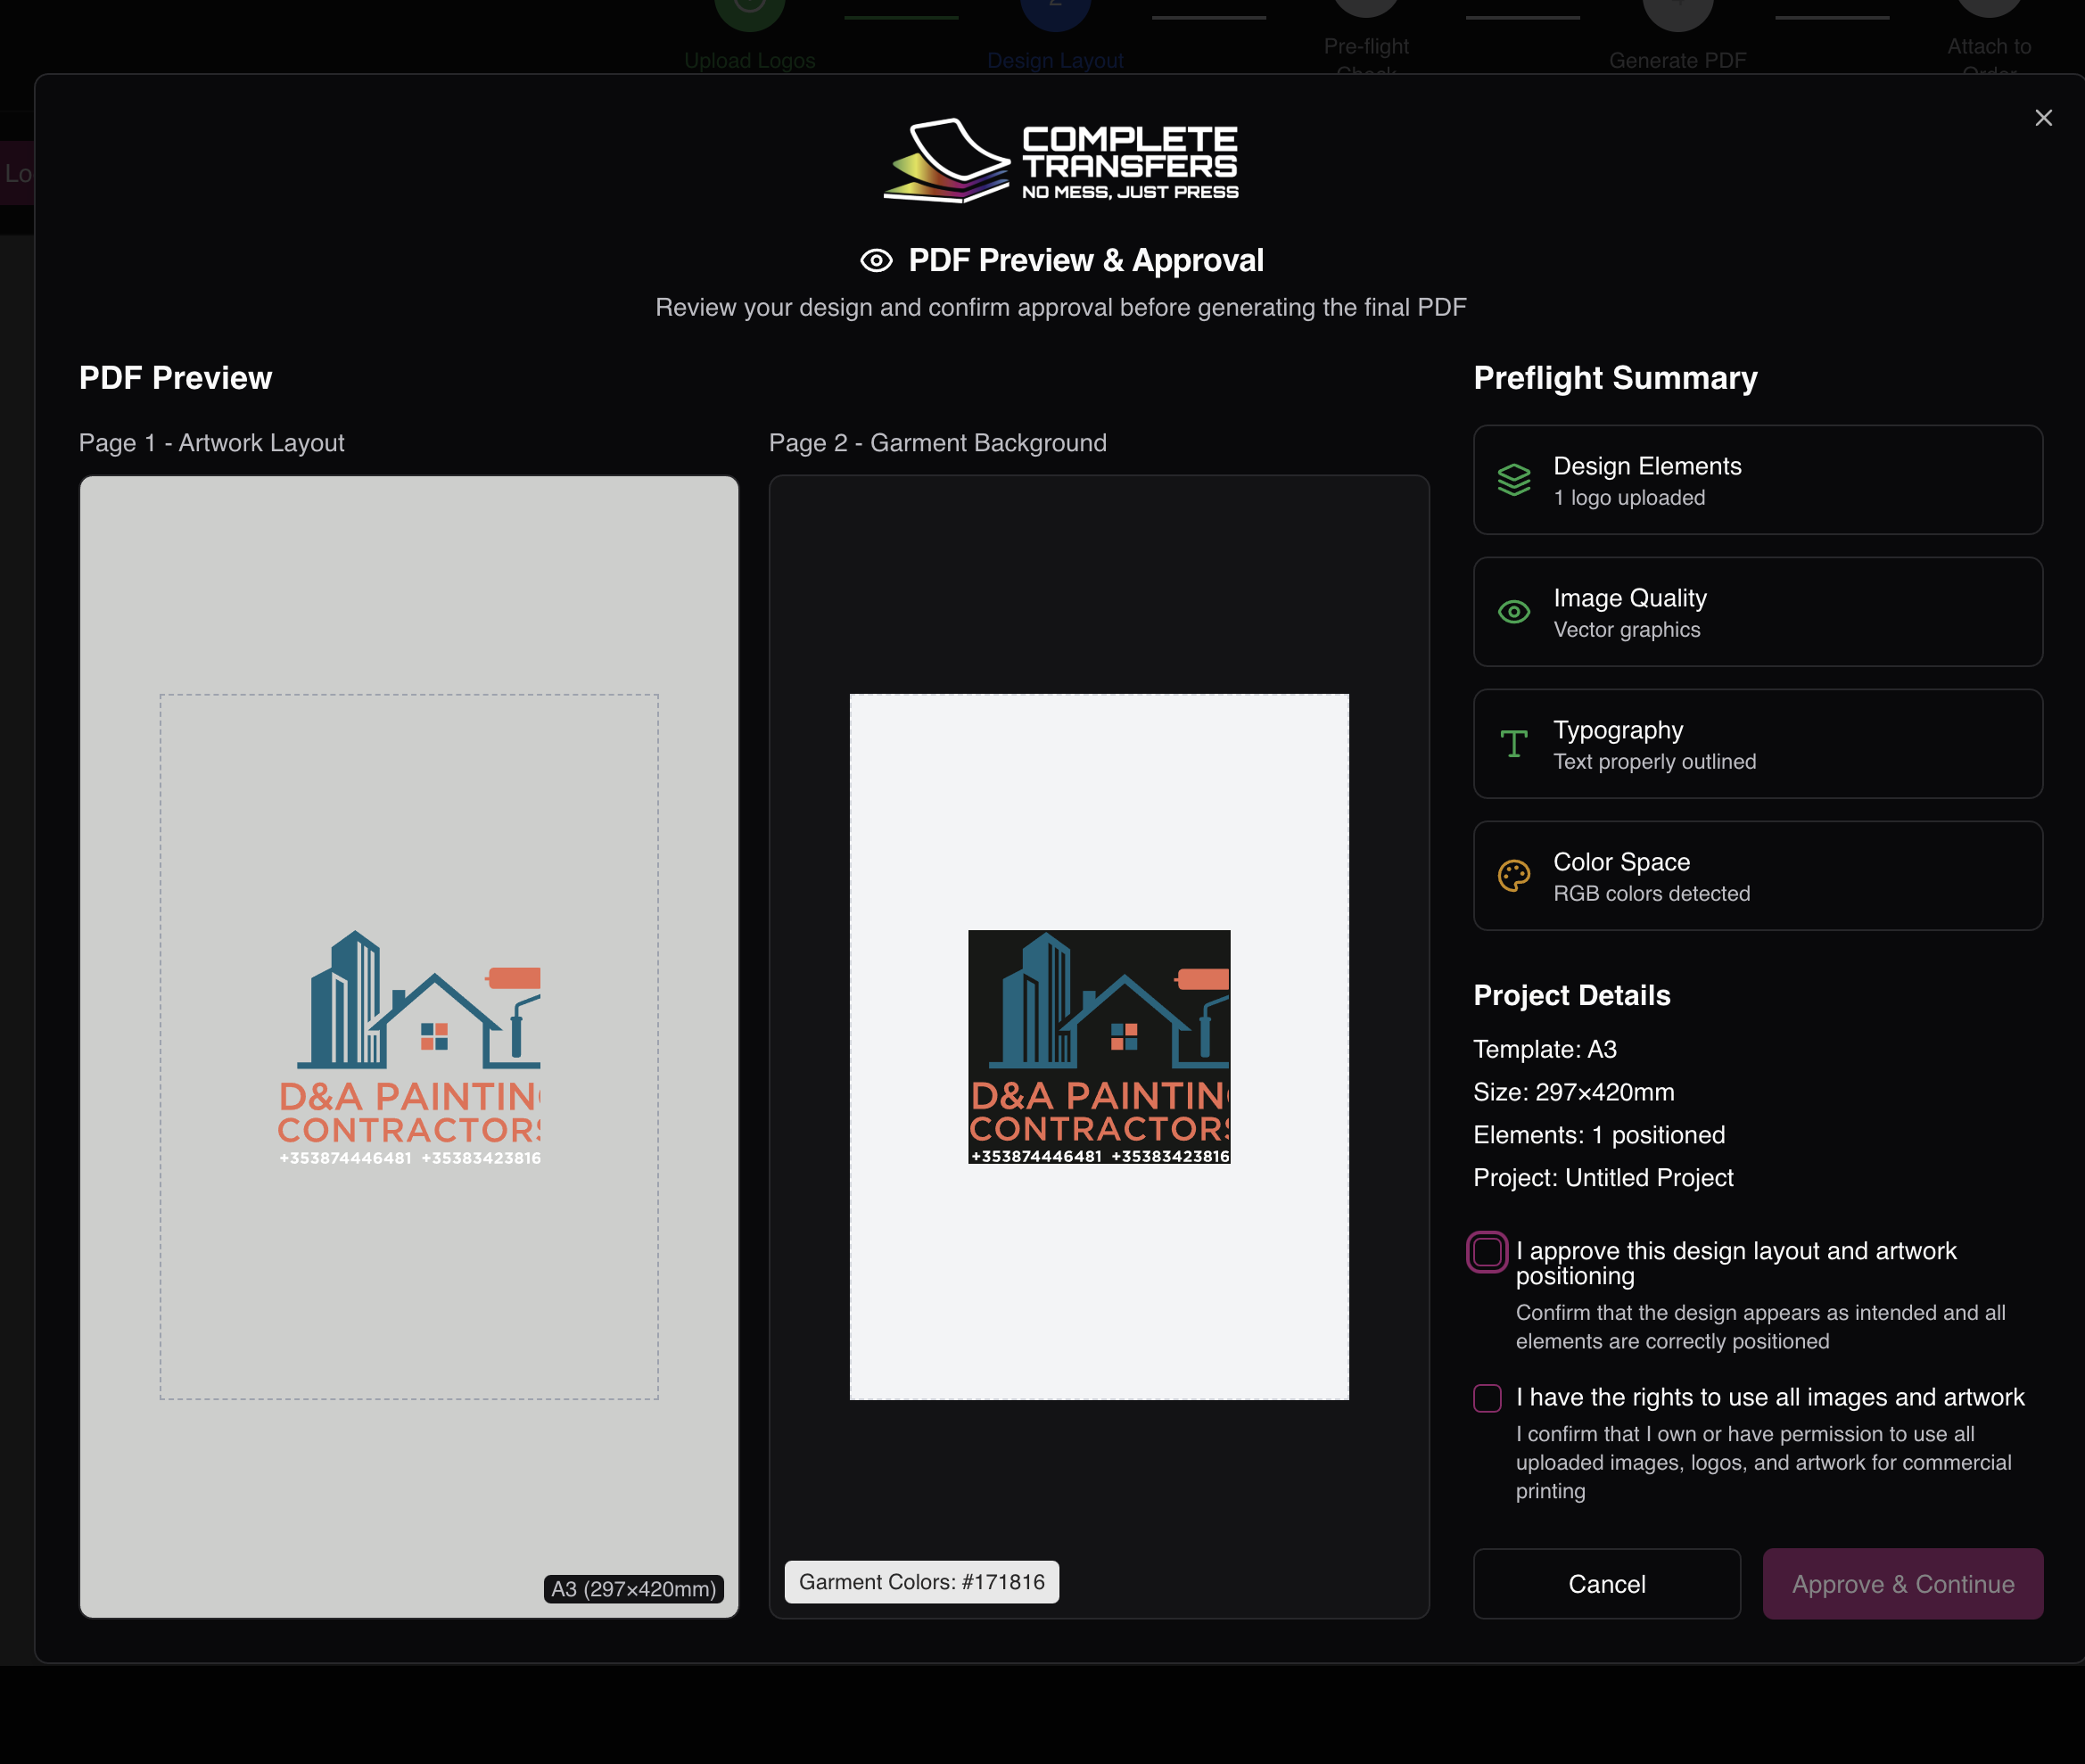 2
Upload Logos
Design Layout
Pre-flight
Check
Generate PDF
Attach to
Order
Lo
COMPLETE
TRANSFERS
NO MESS, JUST PRESS
PDF Preview & Approval
Review your design and confirm approval before generating the final PDF
PDF Preview
Page 1 - Artwork Layout
D&A PAINTIN
CONTRACTORS
+353874446481 +35383423816
A3 (297×420mm)
Page 2 - Garment Background
D&A PAINTIN
CONTRACTORS
+353874446481 +35383423816
Garment Colors: #171816
Preflight Summary
Design Elements
1 logo uploaded
Image Quality
Vector graphics
Typography
Text properly outlined
Color Space
RGB colors detected
Project Details
Template: A3
Size: 297×420mm
Elements: 1 positioned
Project: Untitled Project
I approve this design layout and artwork
positioning
Confirm that the design appears as intended and all
elements are correctly positioned
I have the rights to use all images and artwork
I confirm that I own or have permission to use all
uploaded images, logos, and artwork for commercial
printing
Cancel
Approve & Continue